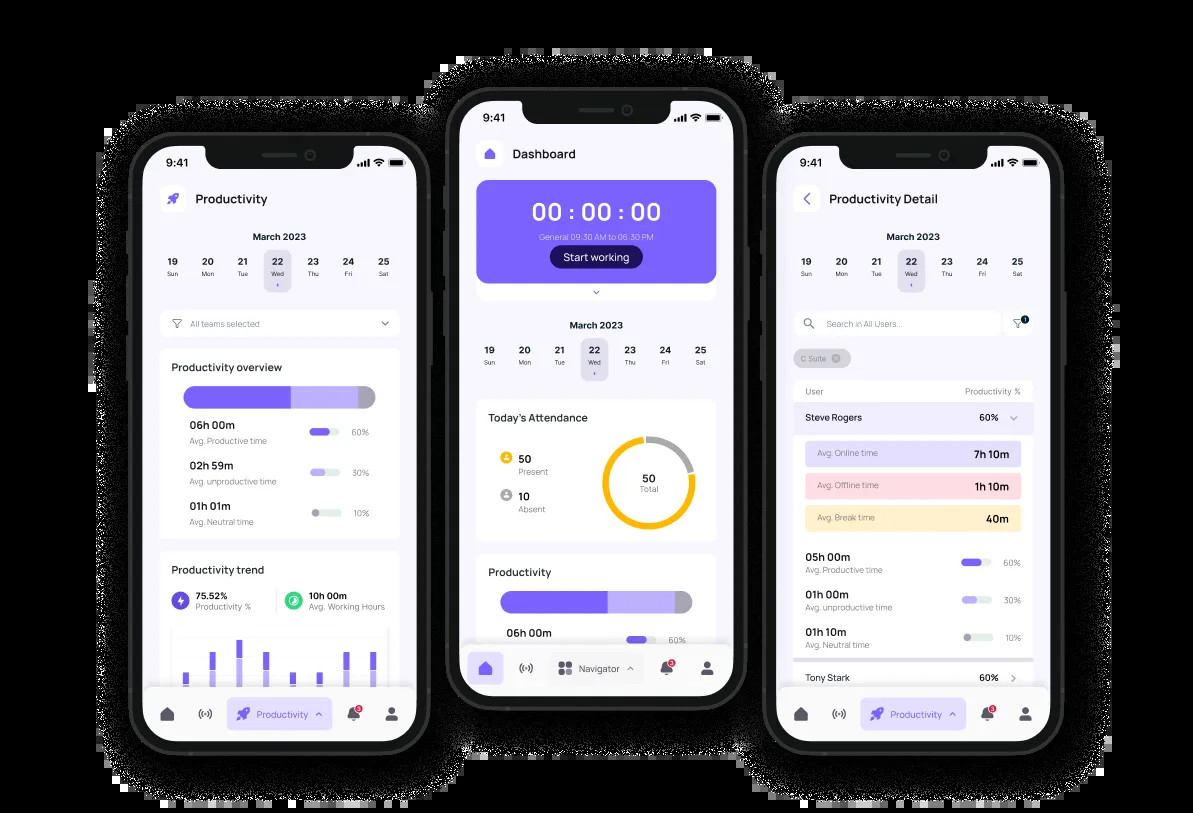 9:41
Productivity
March 2023
19 20 21 22 23 24 25
Sun Mon Tue Wed Thu Fri Sat
All teams selected
Productivity overview
06h 00m
Avg. Productive time
60%
02h 59m
Avg. unproductive time
30%
01h 01m
Avg. Neutral time
10%
Productivity trend
75.52%
Productivity %
10h 00m
Avg. Working Hours
Productivity
3
9:41
Dashboard
00 : 00 : 00
General 09:30 AM to 06:30 PM
Start working
March 2023
19 20 21 22 23 24 25
Sun Mon Tue Wed Thu Fri Sat
Today's Attendance
50
Present
10
Absent
50
Total
Productivity
06h 00m
60%
Navigator
3
9:41
Productivity Detail
March 2023
19 20 21 22 23 24 25
Sun Mon Tue Wed Thu Fri Sat
Search in All Users...
1
C Suite
User Productivity %
Steve Rogers 60%
Avg. Online time 7h 10m
Avg. Offline time 1h 10m
Avg. Break time 40m
05h 00m
Avg. Productive time
60%
01h 00m
Avg. unproductive time
30%
01h 10m
Avg. Neutral time
10%
Tony Stark 60%
Productivity
3